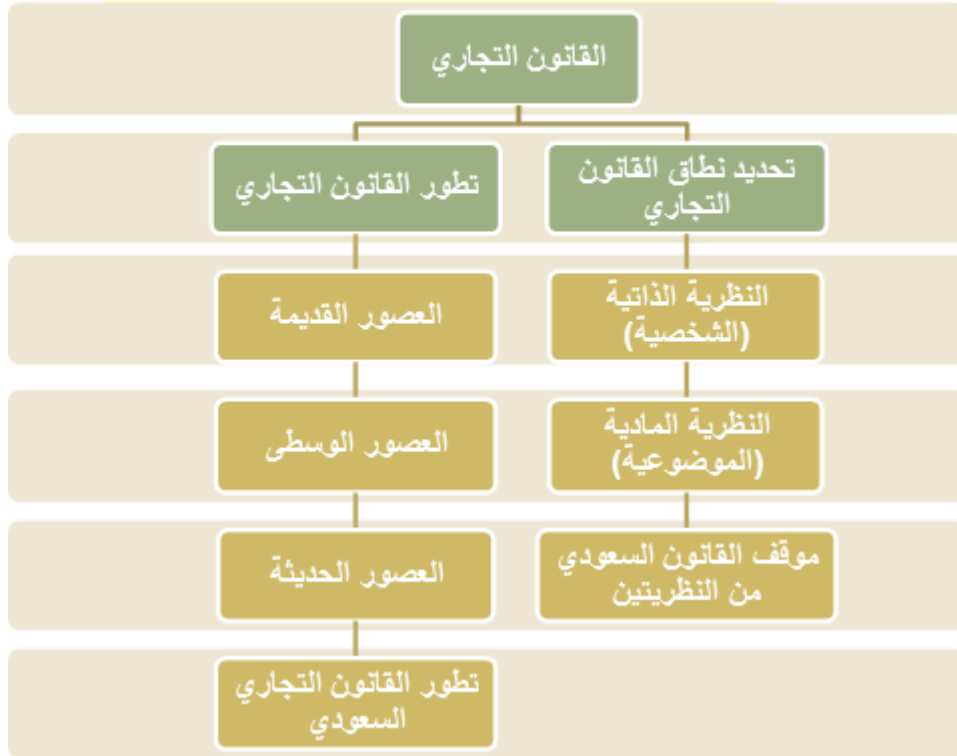 القانون التجاري
تحديد نطاق القانون
التجاري
تطور القانون التجاري
النظرية الذاتية
(الشخصية)
العصور القديمة
النظرية المادية
(الموضوعية)
العصور الوسطى
موقف القانون السعودي
من النظريتين
العصور الحديثة
تطور القانون التجاري
السعودي